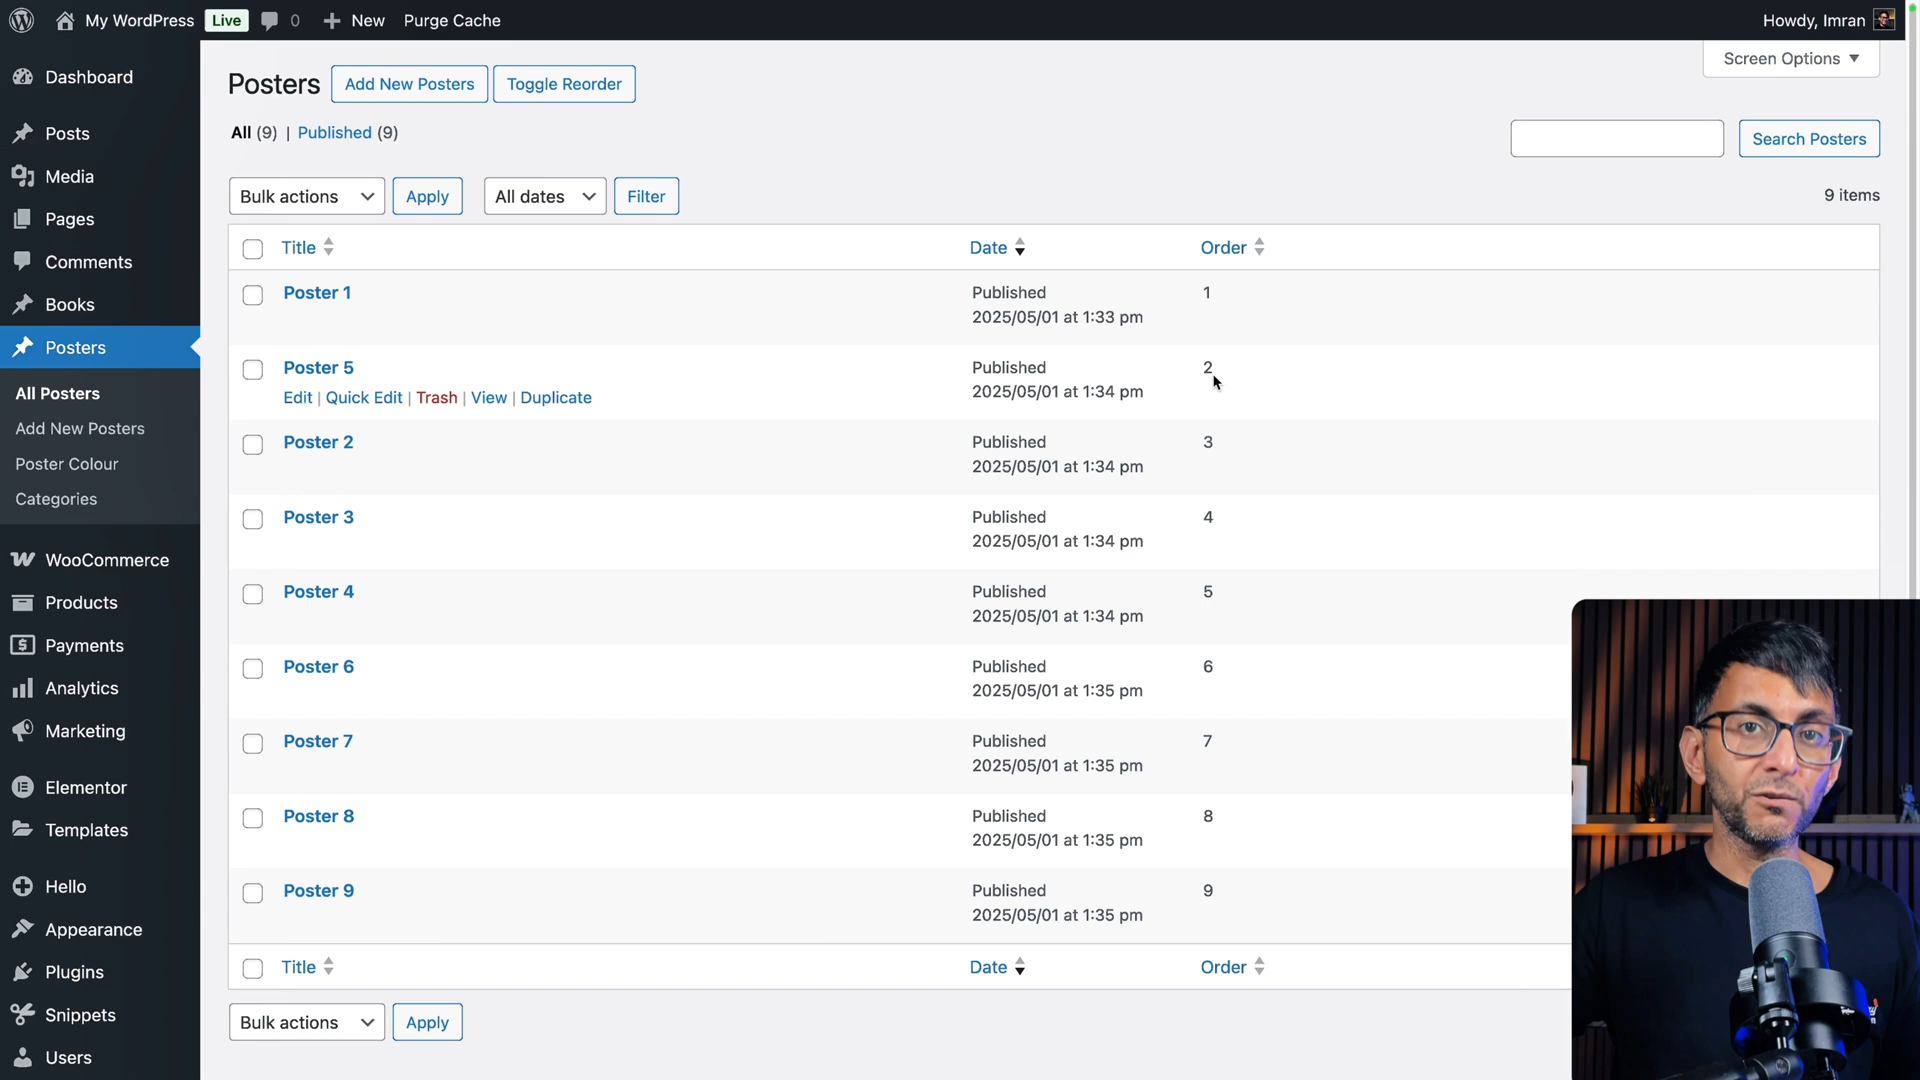 My WordPress Live 0 New Purge Cache Howdy, Imran
Screen Options
Dashboard
Posts
Media
Pages
Comments
Books
Posters
All Posters
Add New Posters
Poster Colour
Categories
WooCommerce
Products
Payments
Analytics
Marketing
Elementor
Templates
Hello
Appearance
Plugins
Snippets
Users
Posters Add New Posters Toggle Reorder
All (9) | Published (9)
Search Posters
Bulk actions Apply All dates Filter 9 items
Title Date Order
Poster 1 Published 1
2025/05/01 at 1:33 pm
Poster 5 Published 2
Edit | Quick Edit | Trash | View | Duplicate 2025/05/01 at 1:34 pm
Poster 2 Published 3
2025/05/01 at 1:34 pm
Poster 3 Published 4
2025/05/01 at 1:34 pm
Poster 4 Published 5
2025/05/01 at 1:34 pm
Poster 6 Published 6
2025/05/01 at 1:35 pm
Poster 7 Published 7
2025/05/01 at 1:35 pm
Poster 8 Published 8
2025/05/01 at 1:35 pm
Poster 9 Published 9
2025/05/01 at 1:35 pm
Title Date Order
Bulk actions Apply